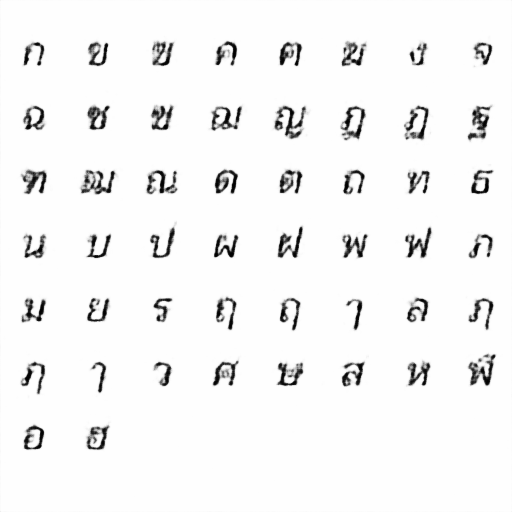 ก ข ฃ ค ฅ ฆ ง จ
ฉ ช ซ ฌ ญ ฎ ฏ ฐ
ฑ ฒ ณ ด ต ถ ท ธ
น บ ป ผ ฝ พ ฟ ภ
ม ย ร ฤ ฤ ๅ ล ฦ
ฦ ๅ ว ศ ษ ส ห ฬ
อ ฮ